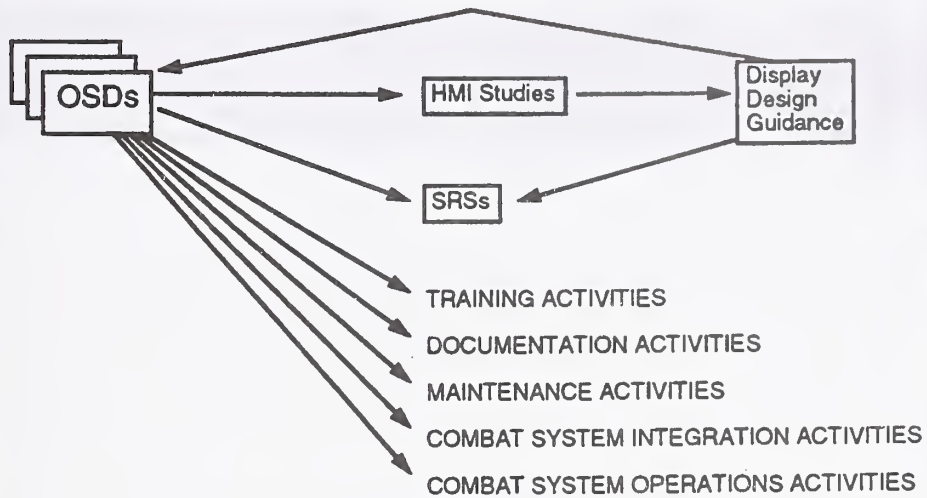 OSDs
HMI Studies
Display
Design
Guidance
SRSs
TRAINING ACTIVITIES
DOCUMENTATION ACTIVITIES
MAINTENANCE ACTIVITIES
COMBAT SYSTEM INTEGRATION ACTIVITIES
COMBAT SYSTEM OPERATIONS ACTIVITIES